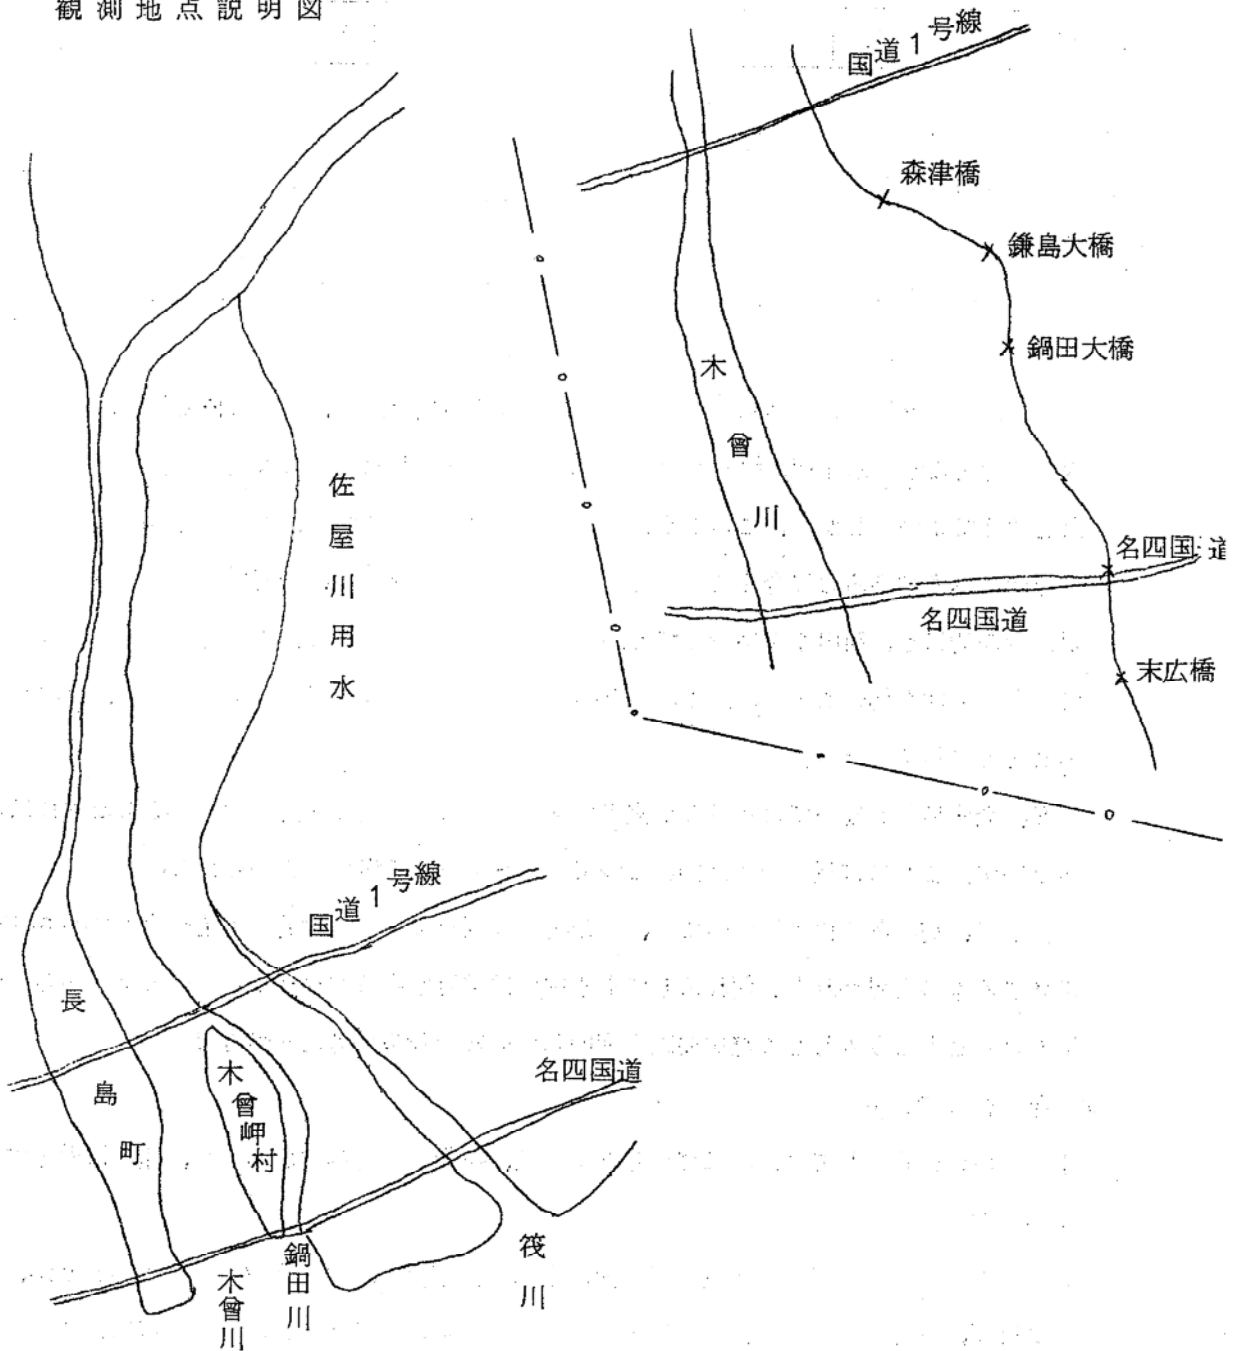 観測地点説明図
国道1号線
森津橋
鎌島大橋
鍋田大橋
木曾川
名四国道
名四国道
末広橋
佐屋川用水
国道1号線
長島町
木曾岬村
名四国道
鍋田川
木曾川
筏川